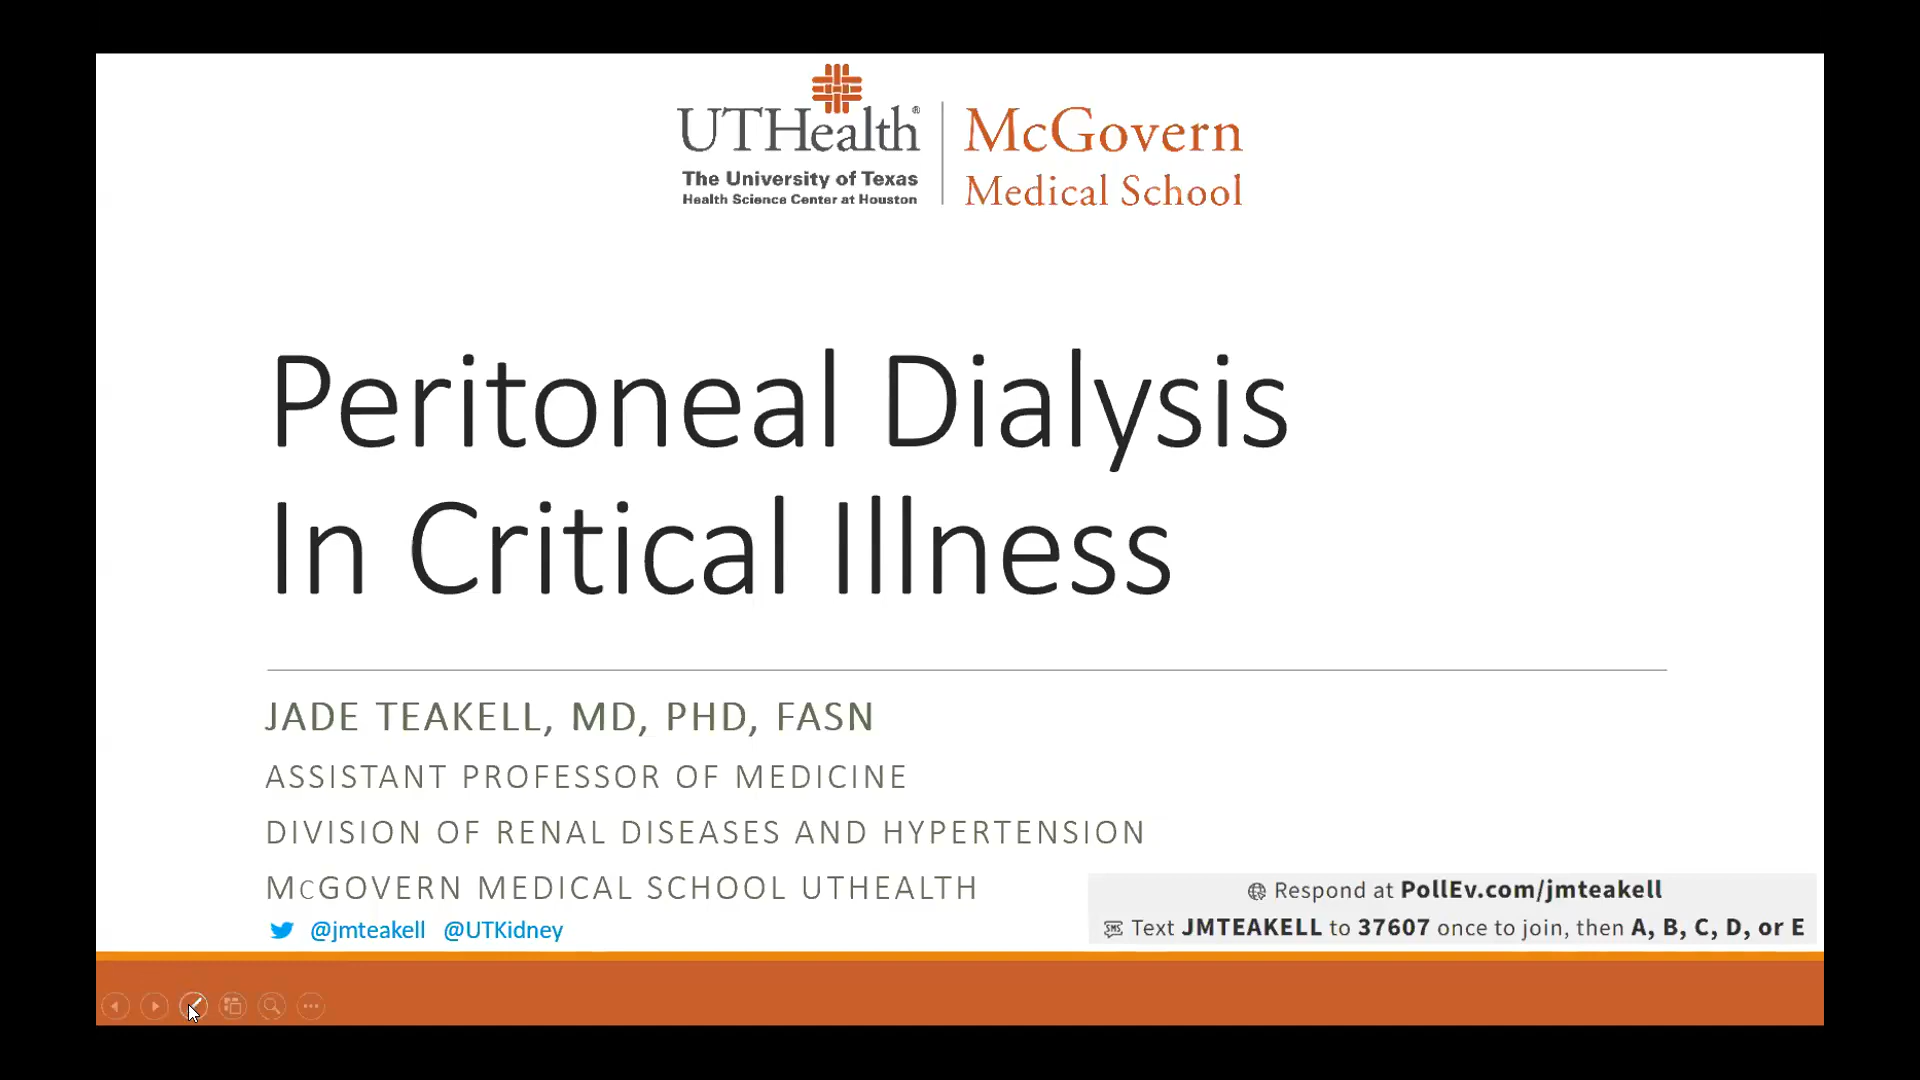 UTHealth®
The University of Texas
Health Science Center at Houston
McGovern
Medical School
Peritoneal Dialysis
In Critical Illness
JADE TEAKELL, MD, PHD, FASN
ASSISTANT PROFESSOR OF MEDICINE
DIVISION OF RENAL DISEASES AND HYPERTENSION
MCGOVERN MEDICAL SCHOOL UTHEALTH
@jmteakell @UTKidney
Respond at PollEv.com/jmteakell
SMS Text JMTEAKELL to 37607 once to join, then A, B, C, D, or E